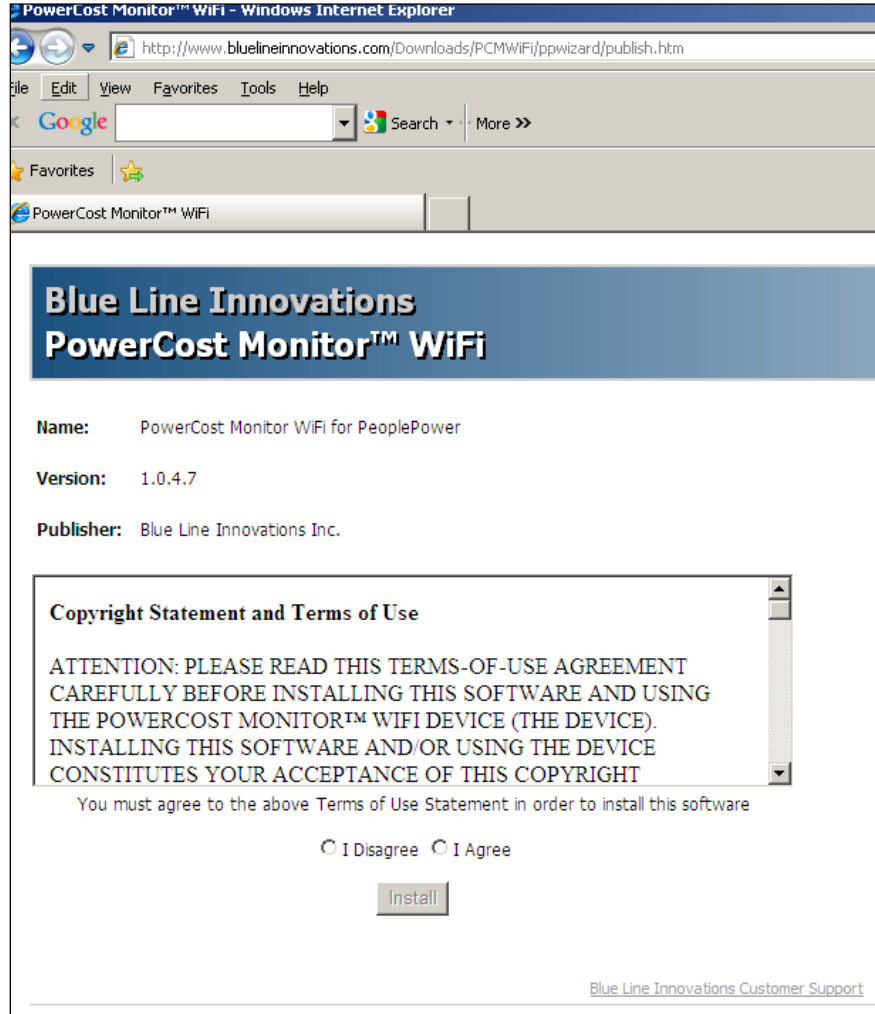 PowerCost Monitor™ WiFi - Windows Internet Explorer
http://www.bluelineinnovations.com/Downloads/PCMWiFi/ppwizard/publish.htm
File Edit View Favorites Tools Help
Google Search More >>
Favorites
PowerCost Monitor™ WiFi
Blue Line Innovations
PowerCost Monitor™ WiFi
Name: PowerCost Monitor WiFi for PeoplePower
Version: 1.0.4.7
Publisher: Blue Line Innovations Inc.
Copyright Statement and Terms of Use
ATTENTION: PLEASE READ THIS TERMS-OF-USE AGREEMENT
CAREFULLY BEFORE INSTALLING THIS SOFTWARE AND USING
THE POWERCOST MONITOR™ WIFI DEVICE (THE DEVICE).
INSTALLING THIS SOFTWARE AND/OR USING THE DEVICE
CONSTITUTES YOUR ACCEPTANCE OF THIS COPYRIGHT
You must agree to the above Terms of Use Statement in order to install this software
I Disagree I Agree
Install
Blue Line Innovations Customer Support